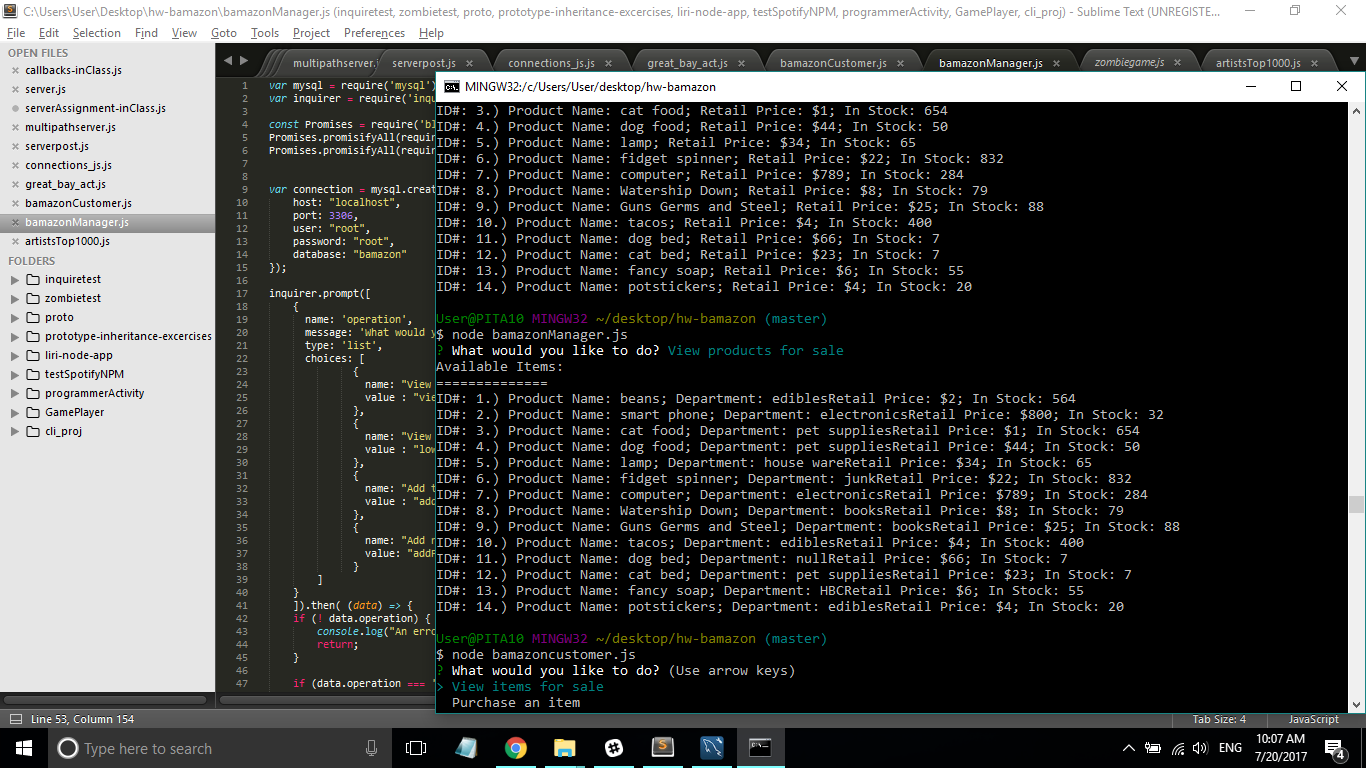 C:\Users\User\Desktop\hw-bamazon\bamazonManager.js (inquiretest, zombietest, proto, prototype-inheritance-excercises, liri-node-app, testSpotifyNPM, programmerActivity, GamePlayer, cli_proj) - Sublime Text (UNREGISTE...
File Edit Selection Find View Goto Tools Project Preferences Help
OPEN FILES
callbacks-inClass.js
server.js
serverAssignment-inClass.js
multipathserver.js
serverpost.js
connections_js.js
great_bay_act.js
bamazonCustomer.js
bamazonManager.js
artistsTop1000.js
FOLDERS
inquiretest
zombietest
proto
prototype-inheritance-excercises
liri-node-app
testSpotifyNPM
programmerActivity
GamePlayer
cli_proj
multipathserver.j serverpost.js connections_js.js great_bay_act.js bamazonCustomer.js bamazonManager.js zombiegame.js artistsTop1000.js
1 var mysql = require('mysql')
2 var inquirer = require('inqu
3
4 const Promises = require('bl
5 Promises.promisifyAll(requir
6 Promises.promisifyAll(requir
7
8
9 var connection = mysql.creat
10 host: "localhost",
11 port: 3306,
12 user: "root",
13 password: "root",
14 database: "bamazon"
15 });
16
17 inquirer.prompt([
18 {
19 name: 'operation',
20 message: 'What would y
21 type: 'list',
22 choices: [
23 {
24 name: "View
25 value : "vie
26 },
27 {
28 name: "View
29 value : "low
30 },
31 {
32 name: "Add t
33 value : "add
34 },
35 {
36 name: "Add n
37 value: "addP
38 }
39 ]
40 }
41 ]).then( (data) => {
42 if (! data.operation) {
43 console.log("An erro
44 return;
45 }
46
47 if (data.operation === "
MINGW32:/c/Users/User/desktop/hw-bamazon
ID#: 3.) Product Name: cat food; Retail Price: $1; In Stock: 654
ID#: 4.) Product Name: dog food; Retail Price: $44; In Stock: 50
ID#: 5.) Product Name: lamp; Retail Price: $34; In Stock: 65
ID#: 6.) Product Name: fidget spinner; Retail Price: $22; In Stock: 832
ID#: 7.) Product Name: computer; Retail Price: $789; In Stock: 284
ID#: 8.) Product Name: Watership Down; Retail Price: $8; In Stock: 79
ID#: 9.) Product Name: Guns Germs and Steel; Retail Price: $25; In Stock: 88
ID#: 10.) Product Name: tacos; Retail Price: $4; In Stock: 400
ID#: 11.) Product Name: dog bed; Retail Price: $66; In Stock: 7
ID#: 12.) Product Name: cat bed; Retail Price: $23; In Stock: 7
ID#: 13.) Product Name: fancy soap; Retail Price: $6; In Stock: 55
ID#: 14.) Product Name: potstickers; Retail Price: $4; In Stock: 20
User@PITA10 MINGW32 ~/desktop/hw-bamazon (master)
$ node bamazonManager.js
? What would you like to do? View products for sale
Available Items:
==============
ID#: 1.) Product Name: beans; Department: ediblesRetail Price: $2; In Stock: 564
ID#: 2.) Product Name: smart phone; Department: electronicsRetail Price: $800; In Stock: 32
ID#: 3.) Product Name: cat food; Department: pet suppliesRetail Price: $1; In Stock: 654
ID#: 4.) Product Name: dog food; Department: pet suppliesRetail Price: $44; In Stock: 50
ID#: 5.) Product Name: lamp; Department: house wareRetail Price: $34; In Stock: 65
ID#: 6.) Product Name: fidget spinner; Department: junkRetail Price: $22; In Stock: 832
ID#: 7.) Product Name: computer; Department: electronicsRetail Price: $789; In Stock: 284
ID#: 8.) Product Name: Watership Down; Department: booksRetail Price: $8; In Stock: 79
ID#: 9.) Product Name: Guns Germs and Steel; Department: booksRetail Price: $25; In Stock: 88
ID#: 10.) Product Name: tacos; Department: ediblesRetail Price: $4; In Stock: 400
ID#: 11.) Product Name: dog bed; Department: nullRetail Price: $66; In Stock: 7
ID#: 12.) Product Name: cat bed; Department: pet suppliesRetail Price: $23; In Stock: 7
ID#: 13.) Product Name: fancy soap; Department: HBCRetail Price: $6; In Stock: 55
ID#: 14.) Product Name: potstickers; Department: ediblesRetail Price: $4; In Stock: 20
User@PITA10 MINGW32 ~/desktop/hw-bamazon (master)
$ node bamazoncustomer.js
? What would you like to do? (Use arrow keys)
> View items for sale
Purchase an item
Line 53, Column 154 Tab Size: 4 JavaScript
Type here to search
ENG
10:07 AM
7/20/2017
4